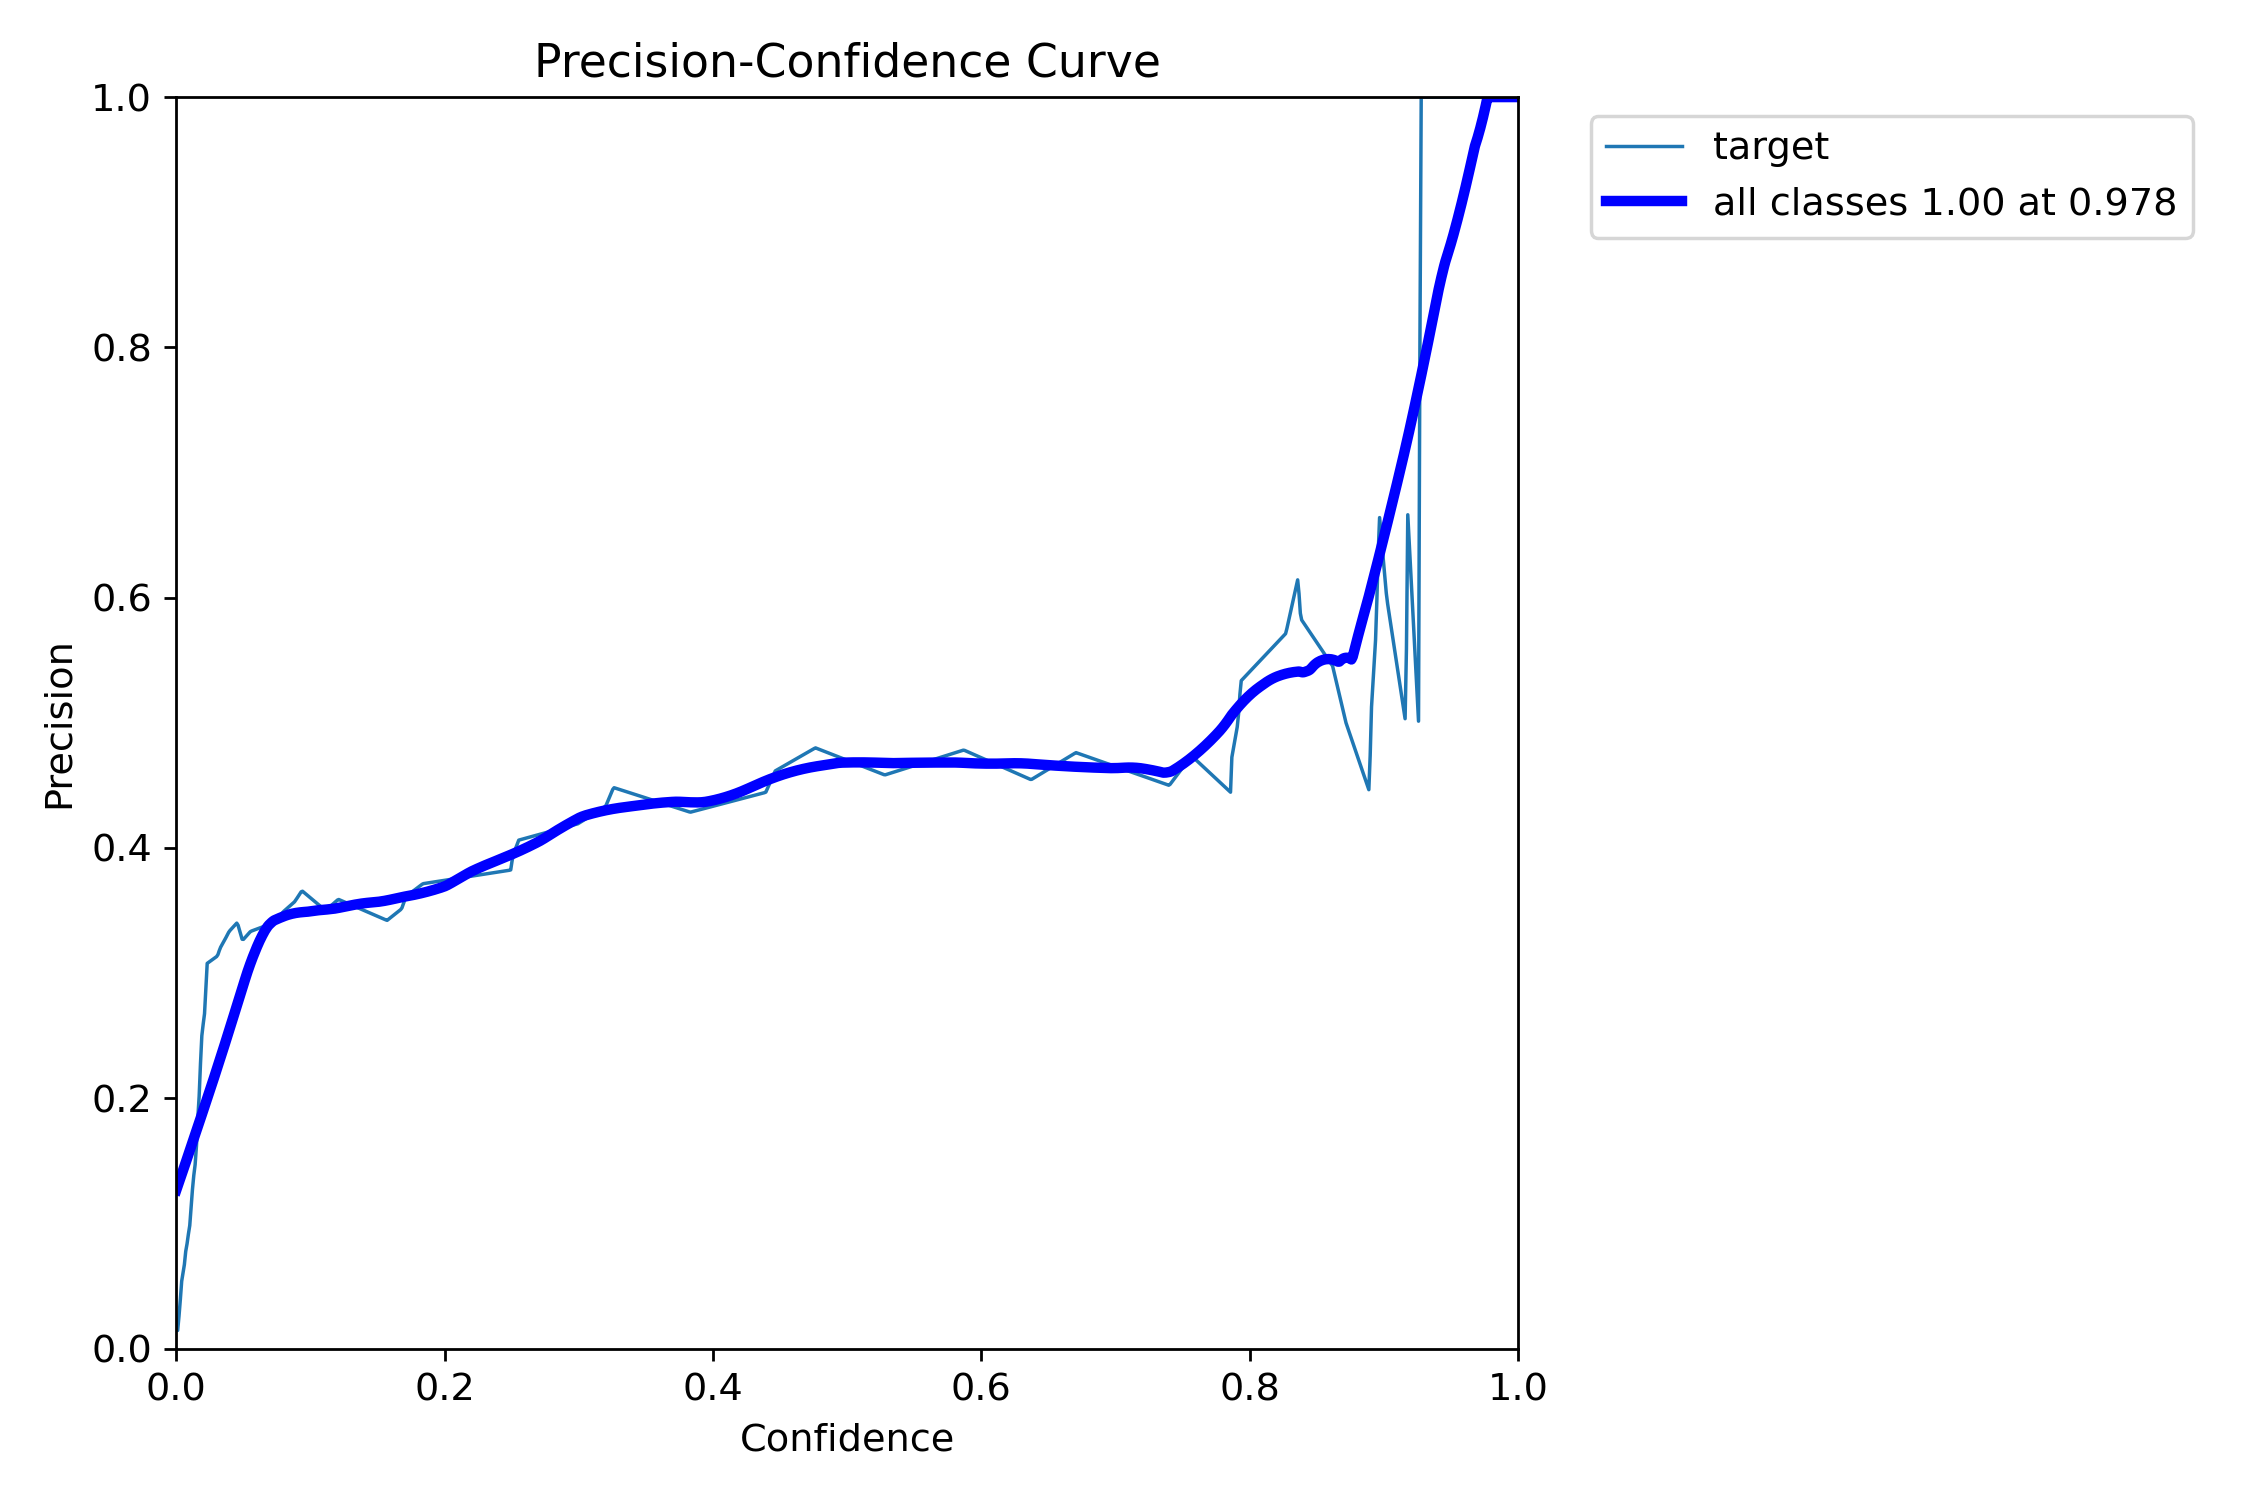 Precision-Confidence Curve
1.0
0.8
0.6
0.4
0.2
0.0
Precision
0.0 0.2 0.4 0.6 0.8 1.0
Confidence
target
all classes 1.00 at 0.978